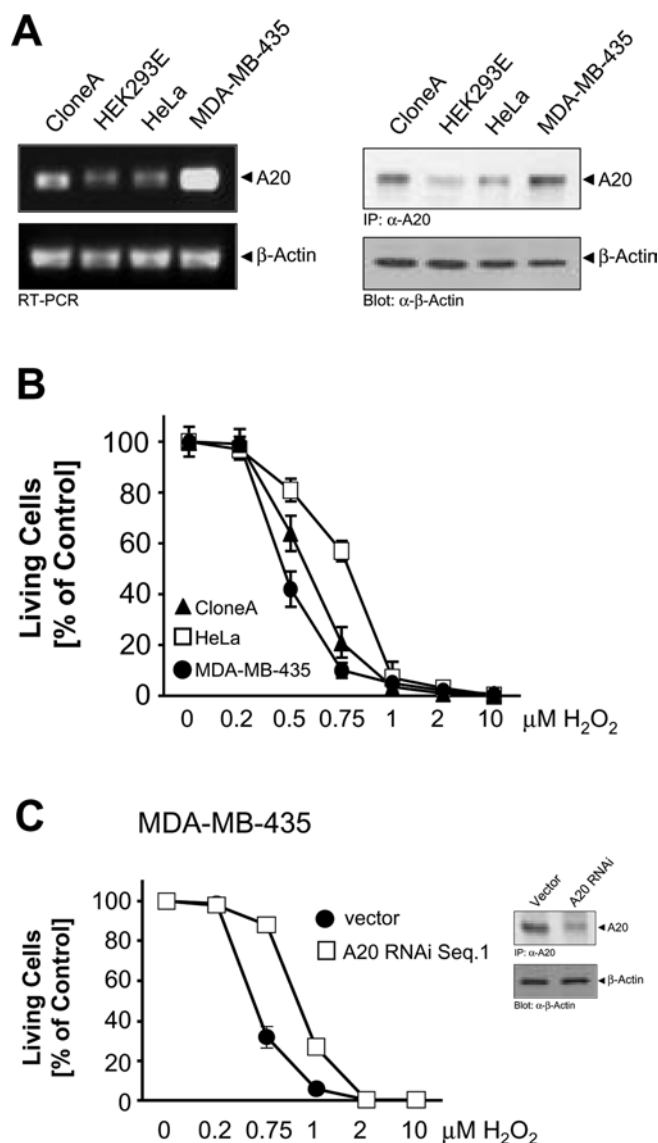 A
CloneA HEK293E HeLa MDA-MB-435
A20
β-Actin
RT-PCR
CloneA HEK293E HeLa MDA-MB-435
A20
IP: α-A20
β-Actin
Blot: α-β-Actin
B
Living Cells
[% of Control]
100
80
60
40
20
0
CloneA
HeLa
MDA-MB-435
0 0.2 0.5 0.75 1 2 10 μM H₂O₂
C MDA-MB-435
Living Cells
[% of Control]
100
80
60
40
20
0
vector
A20 RNAi Seq.1
0 0.2 0.75 1 2 10 μM H₂O₂
Vector A20 RNAi
A20
IP: α-A20
β-Actin
Blot: α-β-Actin